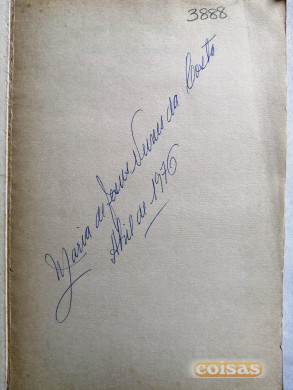 3888
Maria de Jesus Nunes da Costa
Abril de 1976
coisas